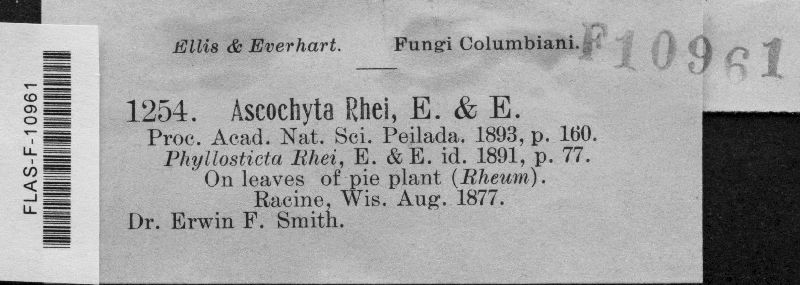 Ellis & Everhart. Fungi Columbiani.
F10961
1254. Ascochyta Rhei, E. & E.
Proc. Acad. Nat. Sci. Peilada. 1893, p. 160.
Phyllosticta Rhei, E. & E. id. 1891, p. 77.
On leaves of pie plant (Rheum).
Racine, Wis. Aug. 1877.
Dr. Erwin F. Smith.
FLAS-F-10961